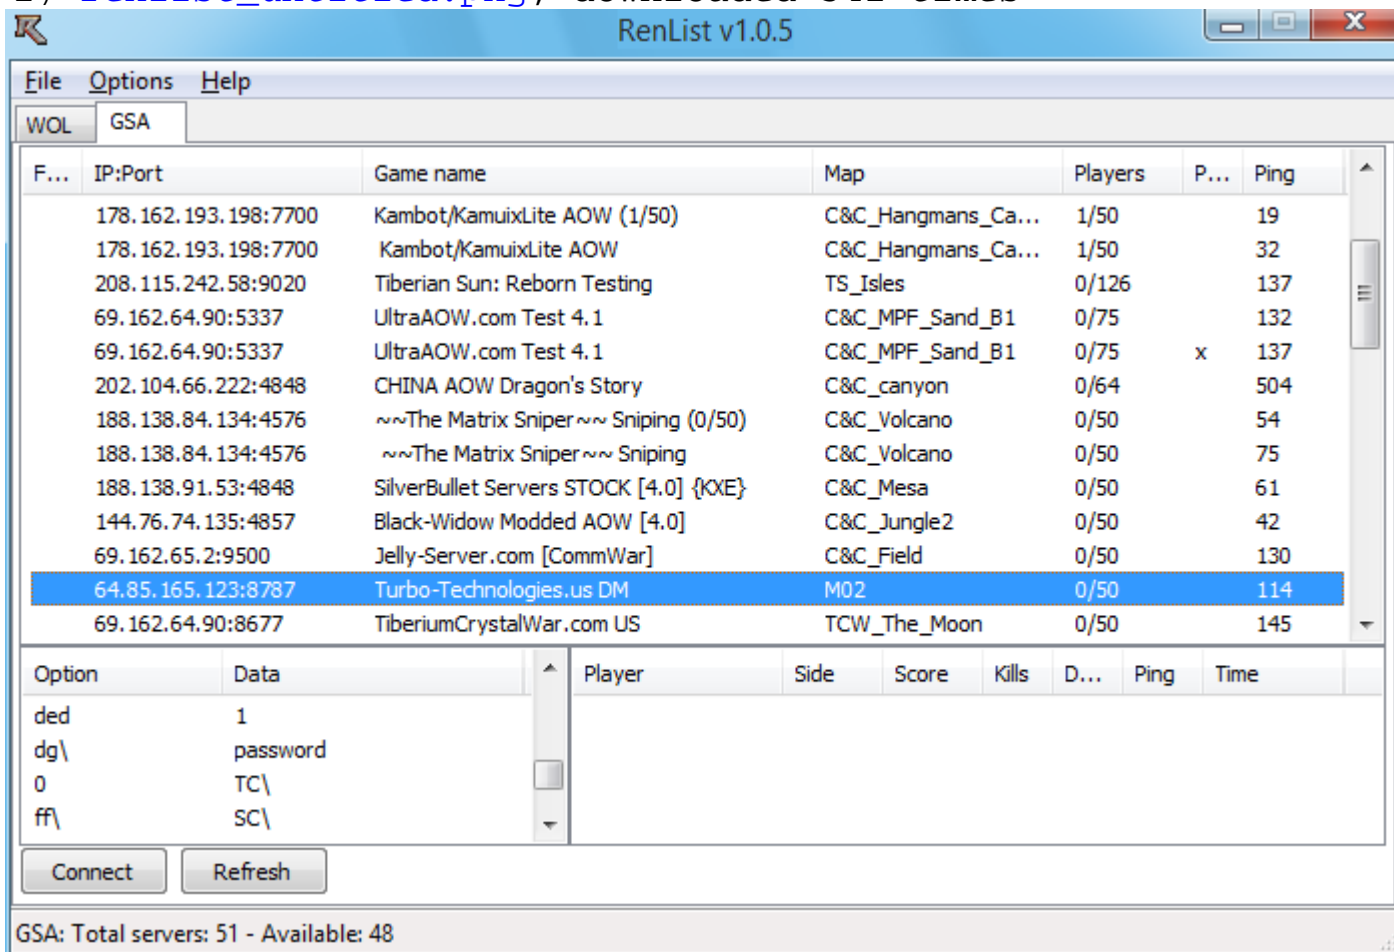 RenList v1.0.5
File Options Help
WOL GSA
F... IP:Port Game name Map Players P... Ping
178.162.193.198:7700 Kambot/KamuixLite AOW (1/50) C&C_Hangmans_Ca... 1/50 19
178.162.193.198:7700 Kambot/KamuixLite AOW C&C_Hangmans_Ca... 1/50 32
208.115.242.58:9020 Tiberian Sun: Reborn Testing TS_Isles 0/126 137
69.162.64.90:5337 UltraAOW.com Test 4.1 C&C_MPF_Sand_B1 0/75 132
69.162.64.90:5337 UltraAOW.com Test 4.1 C&C_MPF_Sand_B1 0/75 x 137
202.104.66.222:4848 CHINA AOW Dragon's Story C&C_canyon 0/64 504
188.138.84.134:4576 ~~The Matrix Sniper~~ Sniping (0/50) C&C_Volcano 0/50 54
188.138.84.134:4576 ~~The Matrix Sniper~~ Sniping C&C_Volcano 0/50 75
188.138.91.53:4848 SilverBullet Servers STOCK [4.0] {KXE} C&C_Mesa 0/50 61
144.76.74.135:4857 Black-Widow Modded AOW [4.0] C&C_Jungle2 0/50 42
69.162.65.2:9500 Jelly-Server.com [CommWar] C&C_Field 0/50 130
64.85.165.123:8787 Turbo-Technologies.us DM M02 0/50 114
69.162.64.90:8677 TiberiumCrystalWar.com US TCW_The_Moon 0/50 145
Option Data Player Side Score Kills D... Ping Time
ded 1
dg\ password
0 TC\
ff\ SC\
Connect Refresh
GSA: Total servers: 51 - Available: 48